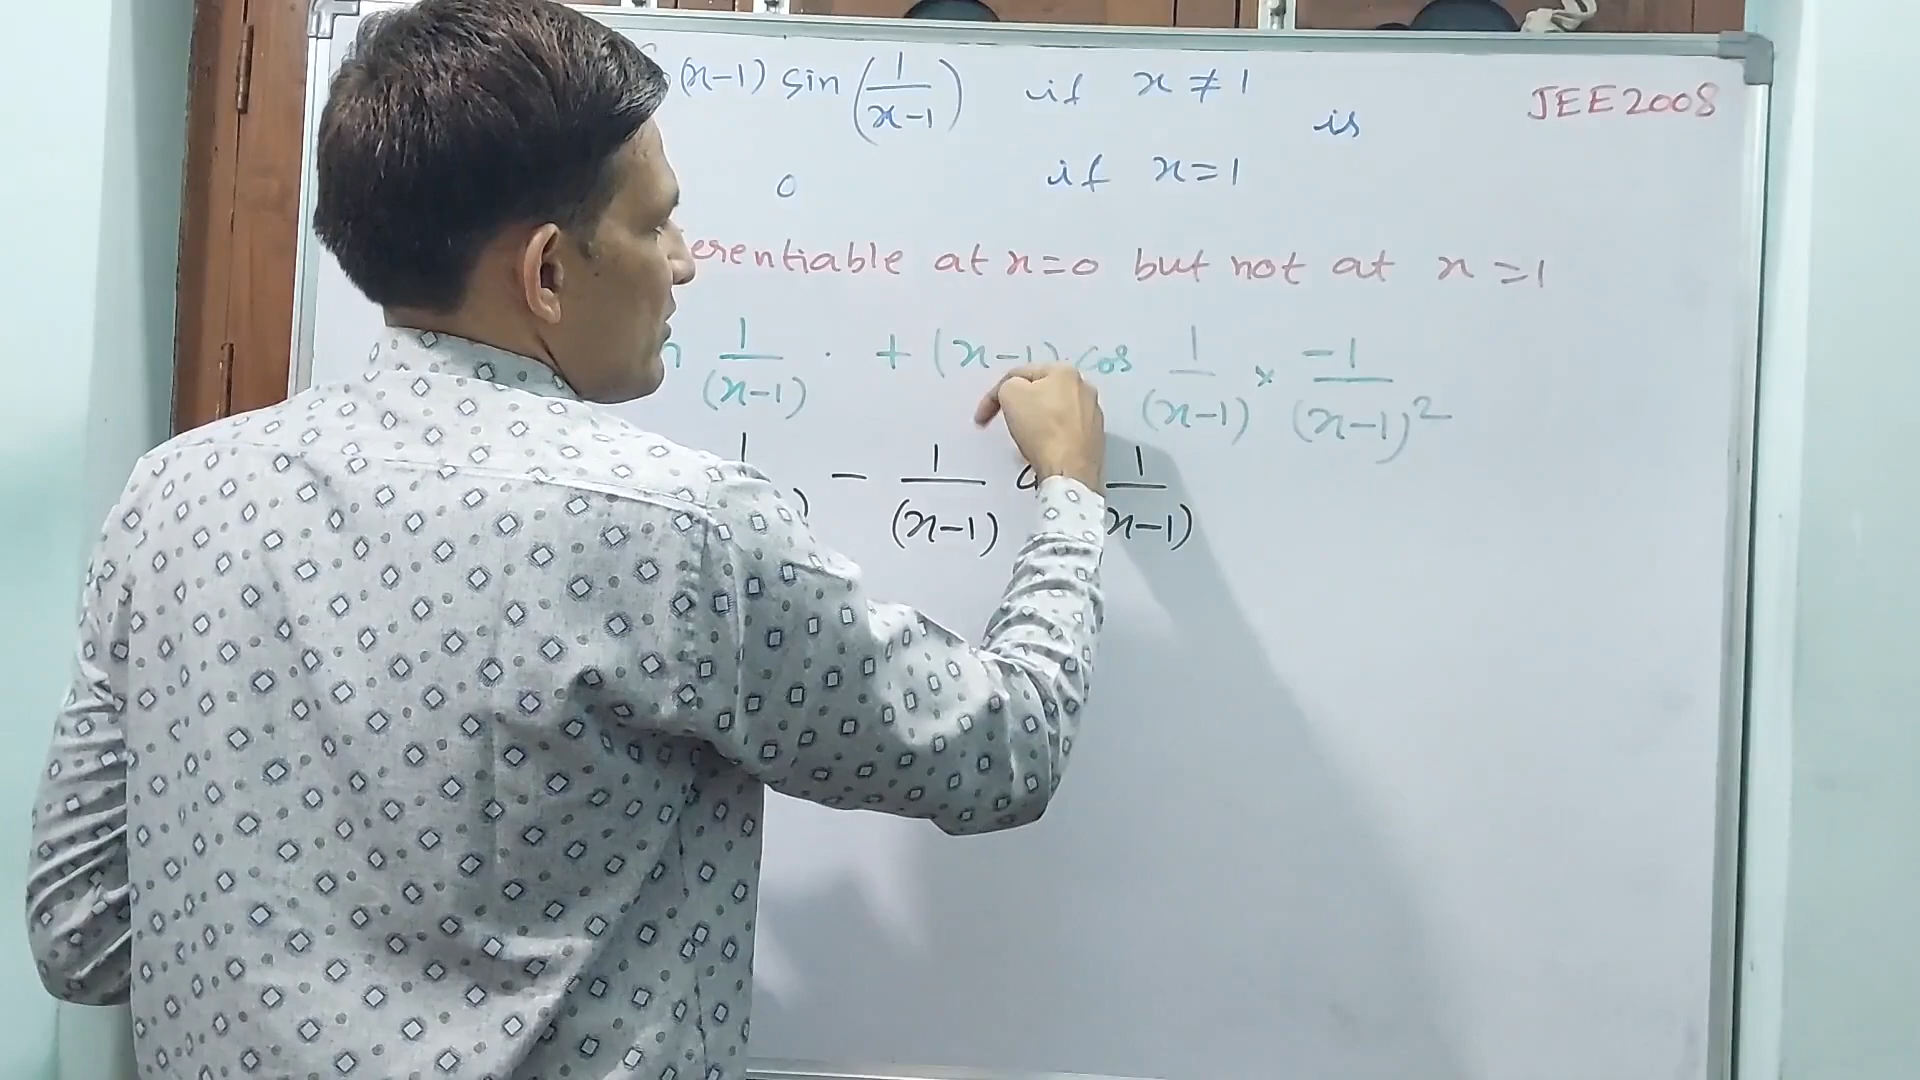 (x-1) sin (1/(x-1)) if x ≠ 1
is
JEE2008
0 if x=1
erentiable at x=0 but not at x=1
1/(x-1) · + (x-1) · cos 1/(x-1) × -1/(x-1)²
1 ) - 1/(x-1) 1/x-1)